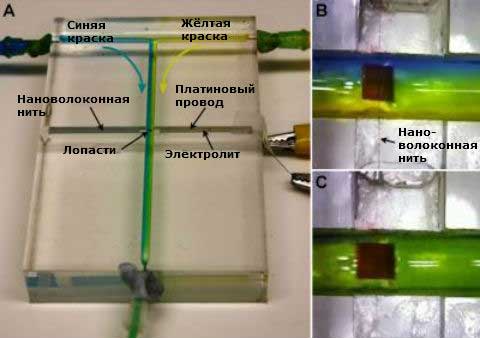 A
Синяя
краска
Жёлтая
краска
Нановолоконная
нить
Платиновый
провод
Лопасти
Электролит
B
Нано-
волоконная
нить
C